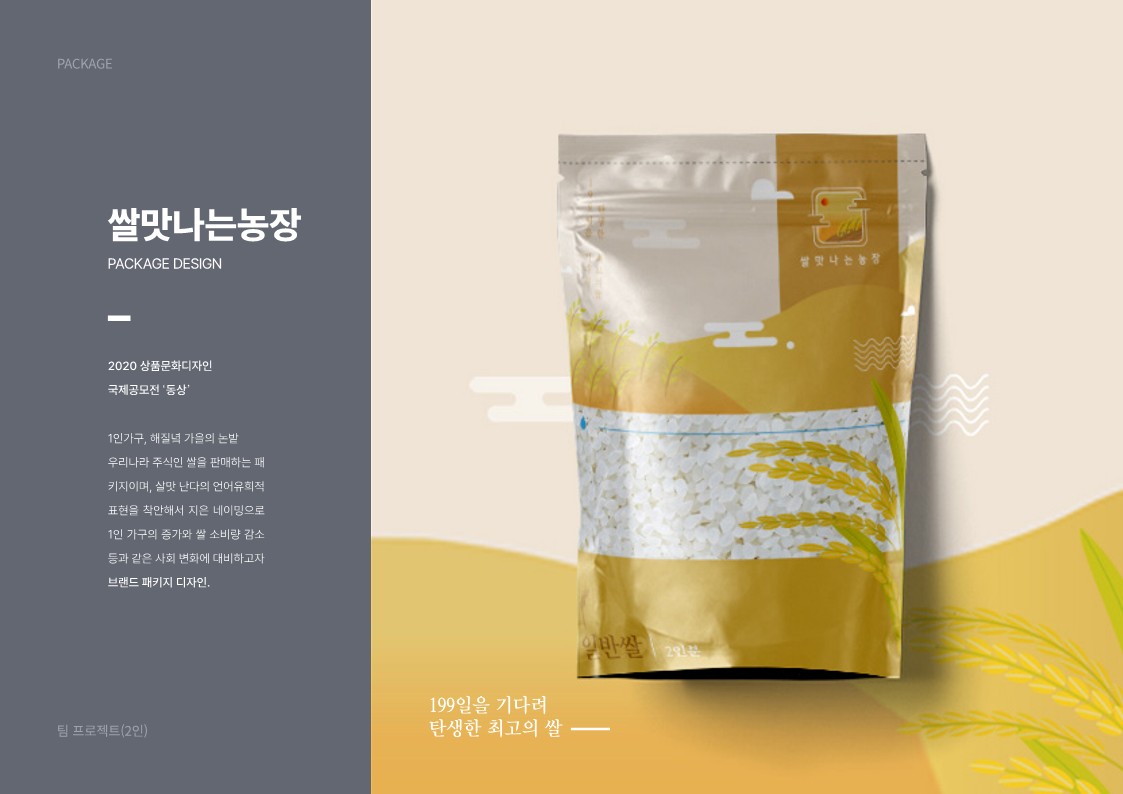 PACKAGE
쌀맛나는농장
PACKAGE DESIGN
2020 상품문화디자인
국제공모전 '동상'
1인가구, 해질녘 가을의 논밭
우리나라 주식인 쌀을 판매하는 패
키지이며, 살맛 난다의 언어유희적
표현을 착안해서 지은 네이밍으로
1인 가구의 증가와 쌀 소비량 감소
등과 같은 사회 변화에 대비하고자
브랜드 패키지 디자인.
팀 프로젝트(2인)
쌀맛나는농장
일반쌀 | 2인분
199일을 기다려
탄생한 최고의 쌀